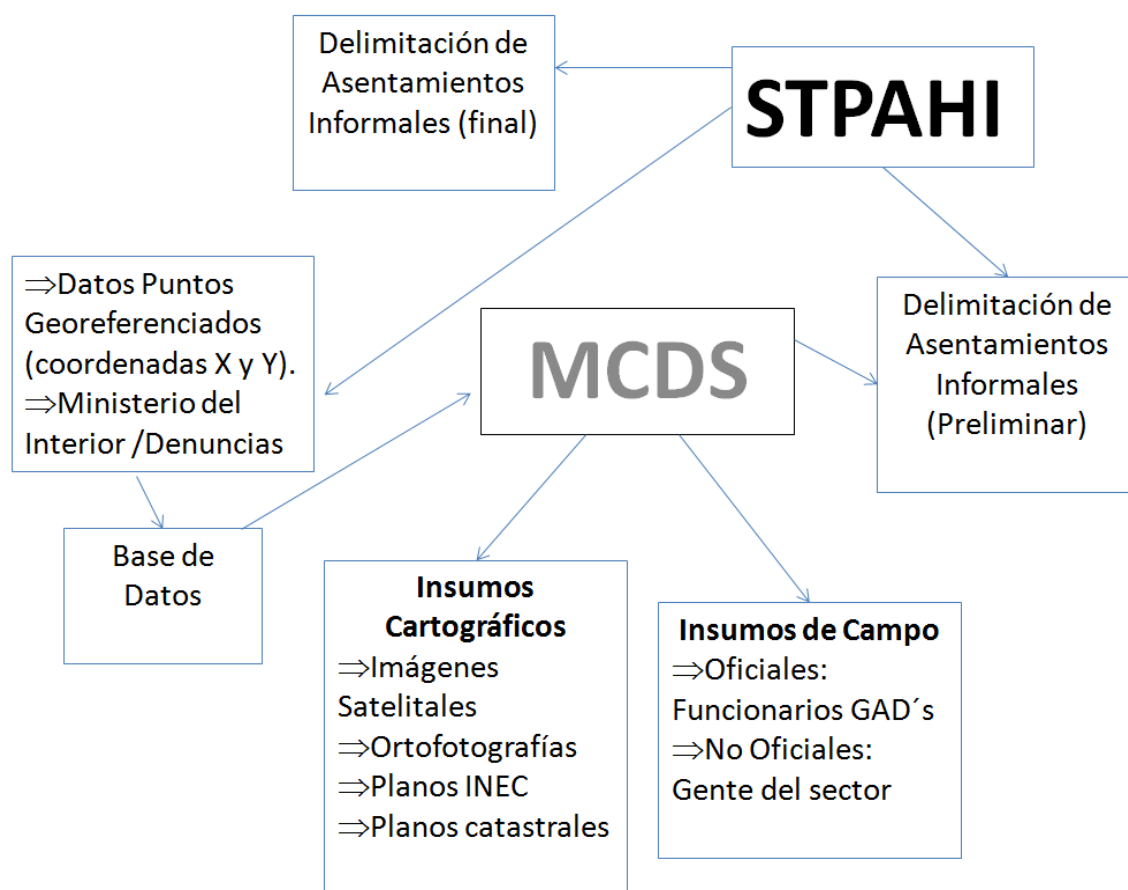 Delimitación de
Asentamientos
Informales (final)
STPAHI
⇒Datos Puntos
Georeferenciados
(coordenadas X y Y).
⇒Ministerio del
Interior /Denuncias
MCDS
Delimitación de
Asentamientos
Informales
(Preliminar)
Base de
Datos
Insumos
Cartográficos
⇒Imágenes
Satelitales
⇒Ortofotografías
⇒Planos INEC
⇒Planos catastrales
Insumos de Campo
⇒Oficiales:
Funcionarios GAD´s
⇒No Oficiales:
Gente del sector